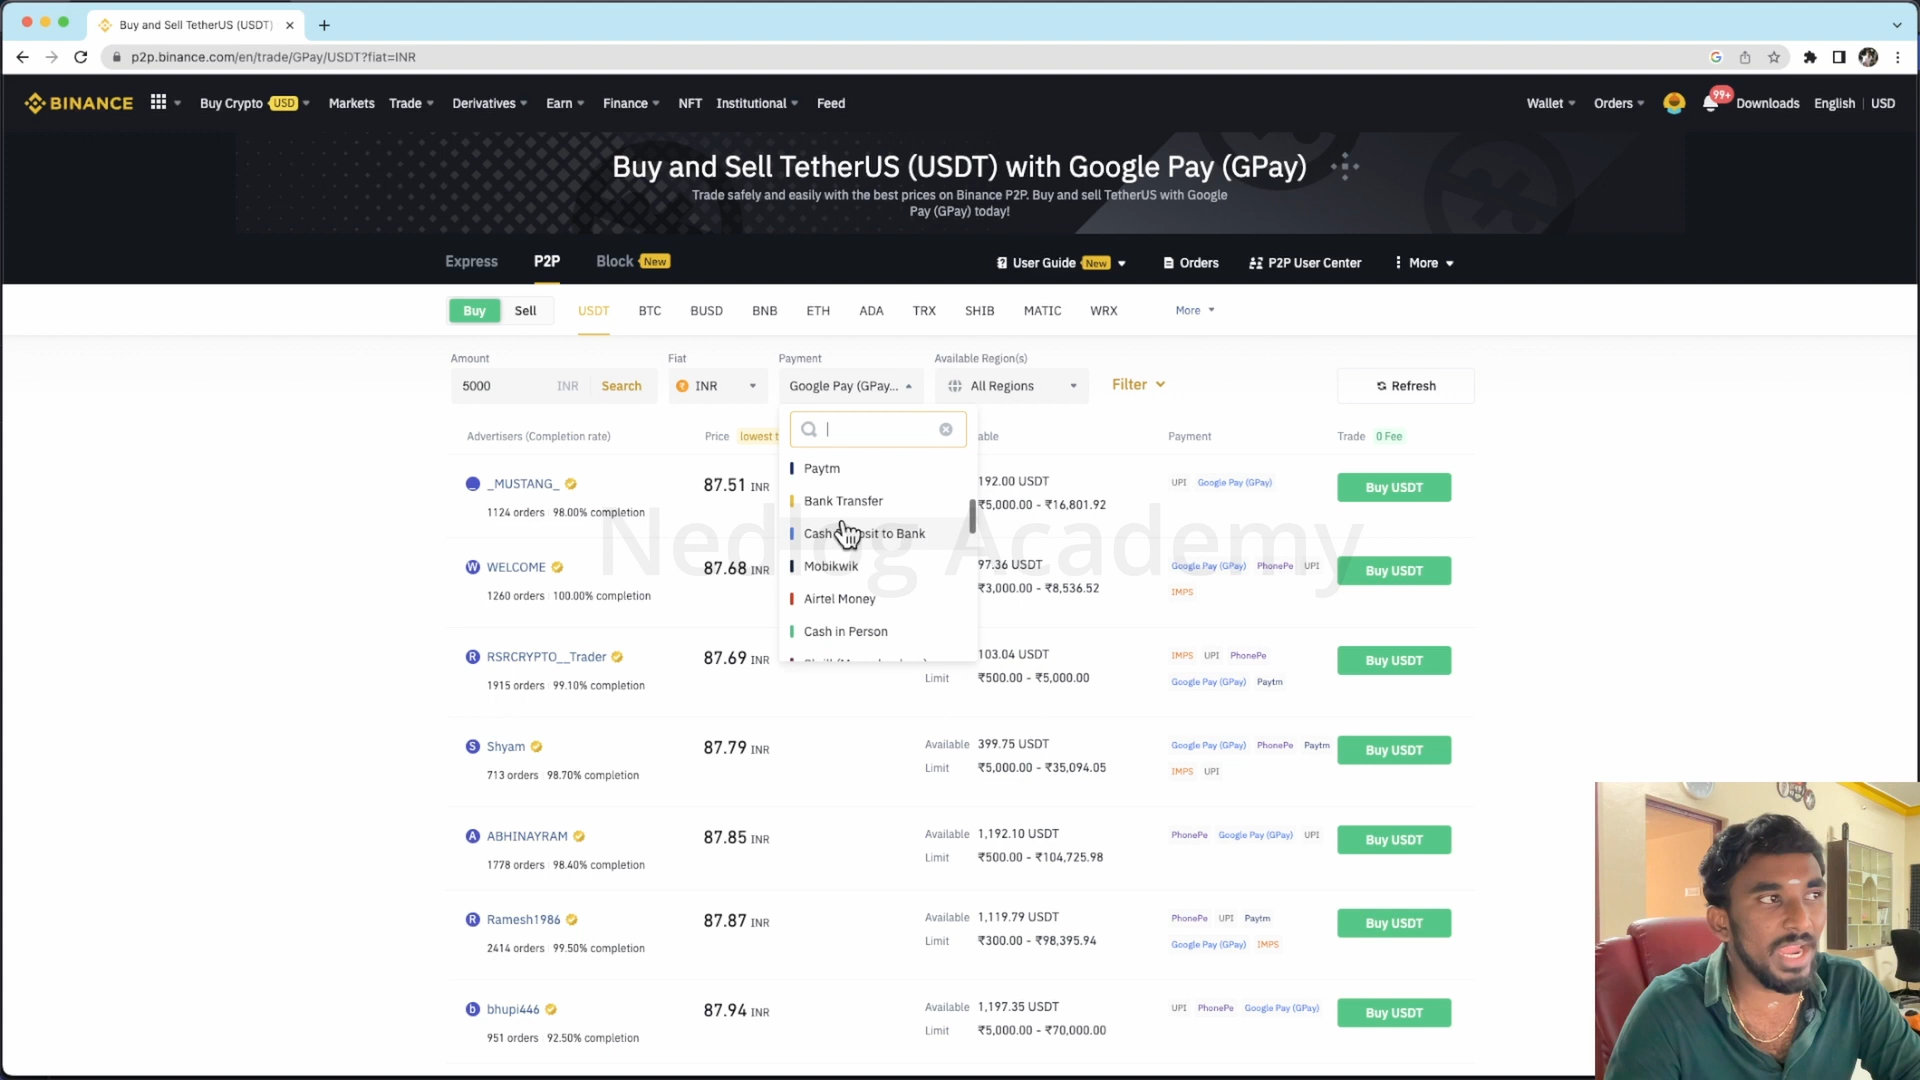 Buy and Sell TetherUS (USDT)
p2p.binance.com/en/trade/GPay/USDT?fiat=INR
BINANCE Buy Crypto USD Markets Trade Derivatives Earn Finance NFT Institutional Feed Wallet Orders 99+ Downloads English USD
Buy and Sell TetherUS (USDT) with Google Pay (GPay)
Trade safely and easily with the best prices on Binance P2P. Buy and sell TetherUS with Google
Pay (GPay) today!
Express P2P Block New User Guide New Orders P2P User Center More
Buy Sell USDT BTC BUSD BNB ETH ADA TRX SHIB MATIC WRX More
Amount Fiat Payment Available Region(s)
5000 INR Search INR Google Pay (GPay... All Regions Filter Refresh
Advertisers (Completion rate) Price lowest Payment Trade 0 Fee
Paytm
Bank Transfer
Cash to Bank
Mobikwik
Airtel Money
Cash in Person
_MUSTANG_ 87.51 INR 192.00 USDT UPI Google Pay (GPay) Buy USDT
1124 orders 98.00% completion ₹5,000.00 - ₹16,801.92
Nedlog Academy
WELCOME 87.68 INR 97.36 USDT Google Pay (GPay) PhonePe UPI Buy USDT
1260 orders 100.00% completion ₹3,000.00 - ₹8,536.52 IMPS
RSRCRYPTO__Trader 87.69 INR 103.04 USDT IMPS UPI PhonePe Buy USDT
1915 orders 99.10% completion Limit ₹500.00 - ₹5,000.00 Google Pay (GPay) Paytm
Shyam 87.79 INR Available 399.75 USDT Google Pay (GPay) PhonePe Paytm Buy USDT
713 orders 98.70% completion Limit ₹5,000.00 - ₹35,094.05 IMPS UPI
ABHINAYRAM 87.85 INR Available 1,192.10 USDT PhonePe Google Pay (GPay) UPI Buy USDT
1778 orders 98.40% completion Limit ₹500.00 - ₹104,725.98
Ramesh1986 87.87 INR Available 1,119.79 USDT PhonePe UPI Paytm Buy USDT
2414 orders 99.50% completion Limit ₹300.00 - ₹98,395.94 Google Pay (GPay) IMPS
bhupi446 87.94 INR Available 1,197.35 USDT UPI PhonePe Google Pay (GPay) Buy USDT
951 orders 92.50% completion Limit ₹5,000.00 - ₹70,000.00